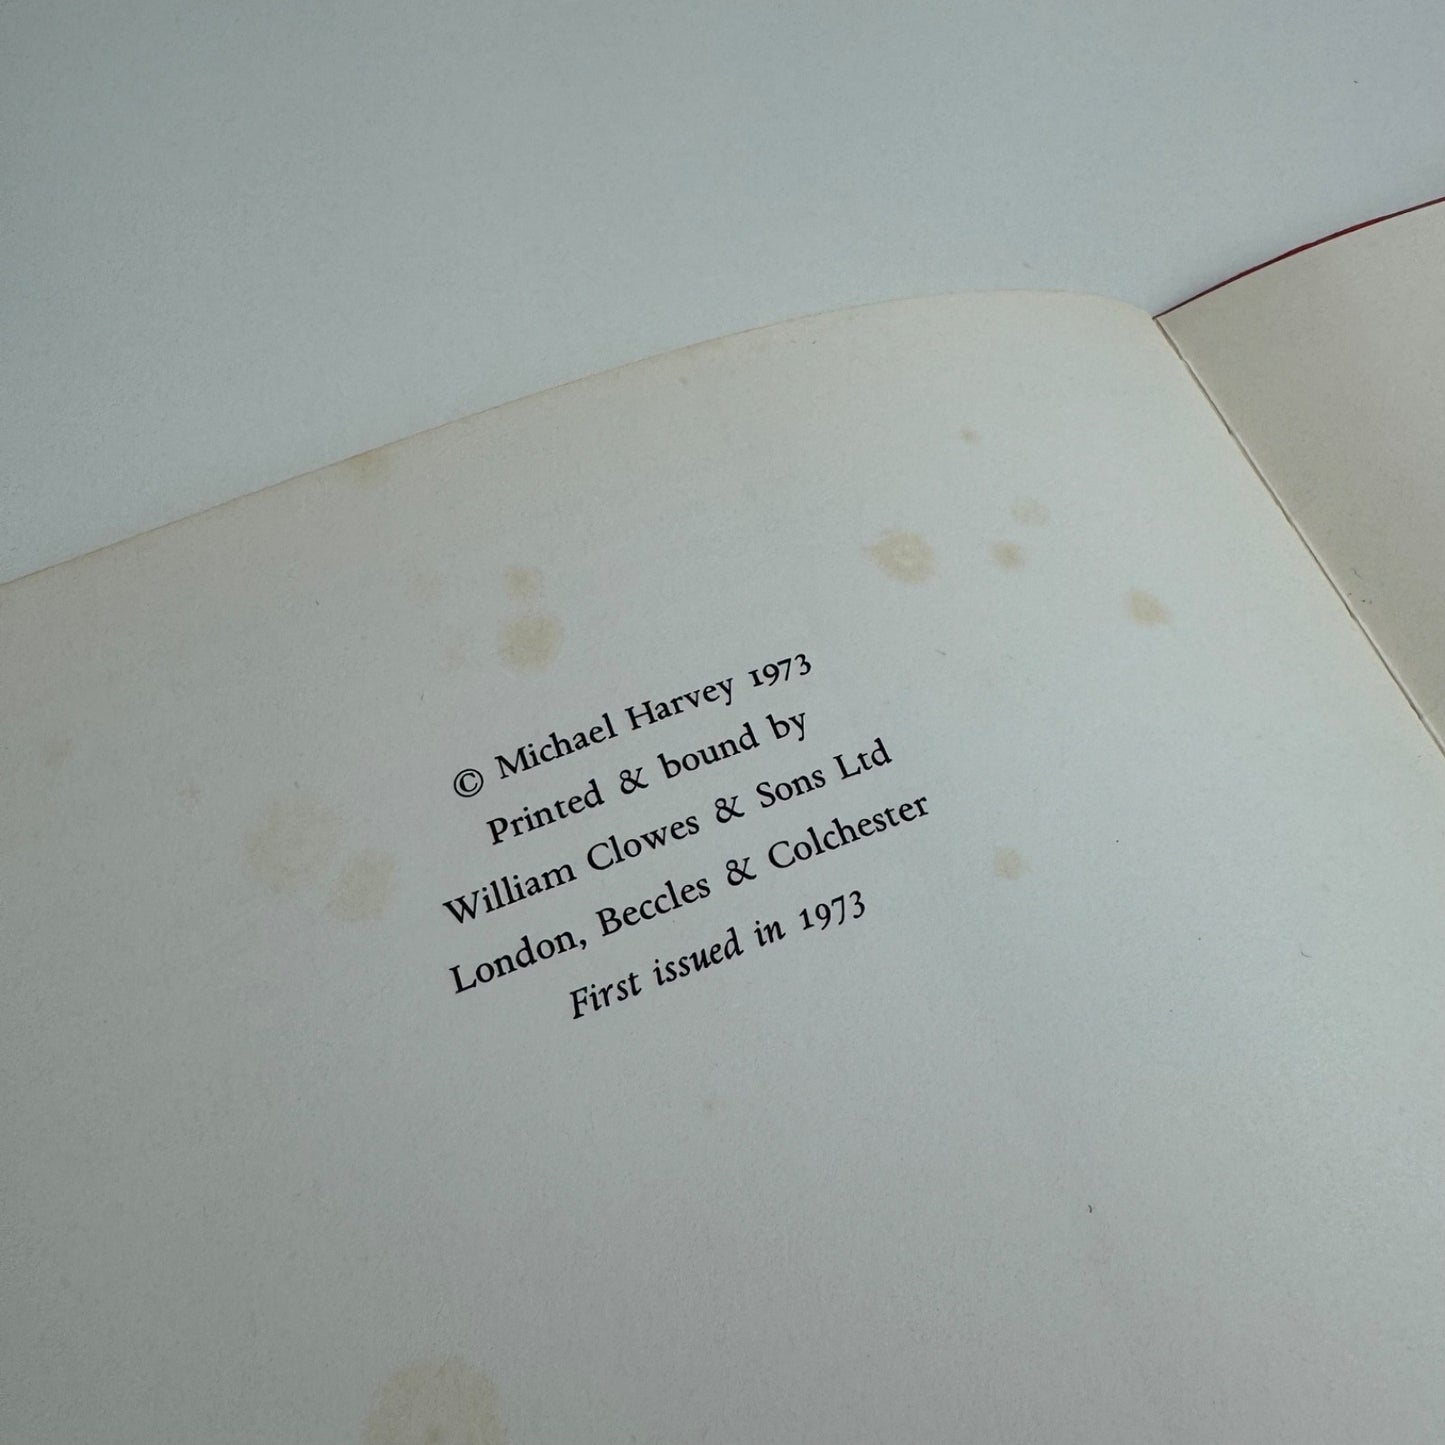 © Michael Harvey 1973
Printed & bound by
William Clowes & Sons Ltd
London, Beccles & Colchester
First issued in 1973